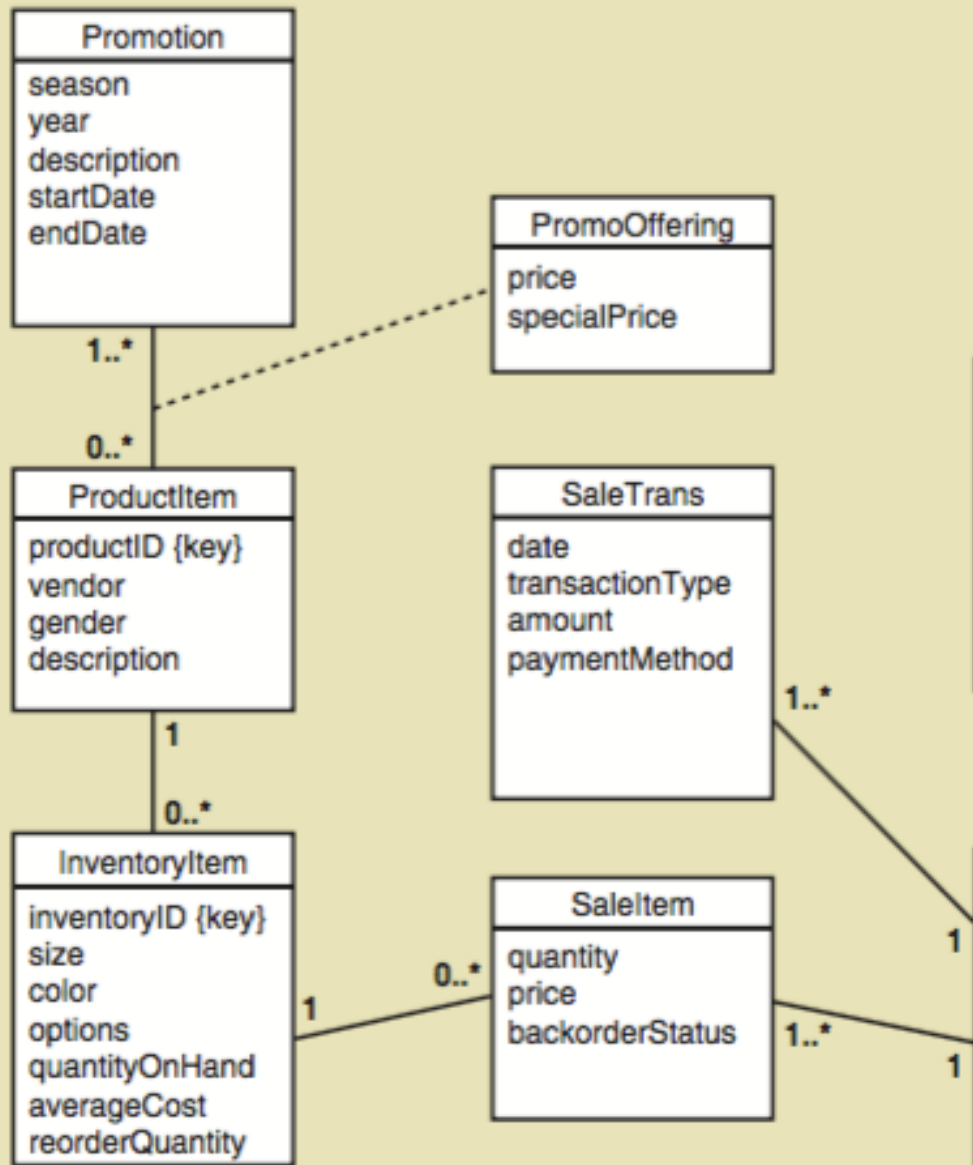 Promotion
season
year
description
startDate
endDate
1..*
0..*
PromoOffering
price
specialPrice
ProductItem
productID {key}
vendor
gender
description
1
0..*
SaleTrans
date
transactionType
amount
paymentMethod
1..*
1
InventoryItem
inventoryID {key}
size
color
options
quantityOnHand
averageCost
reorderQuantity
1
0..*
SaleItem
quantity
price
backorderStatus
1..*
1